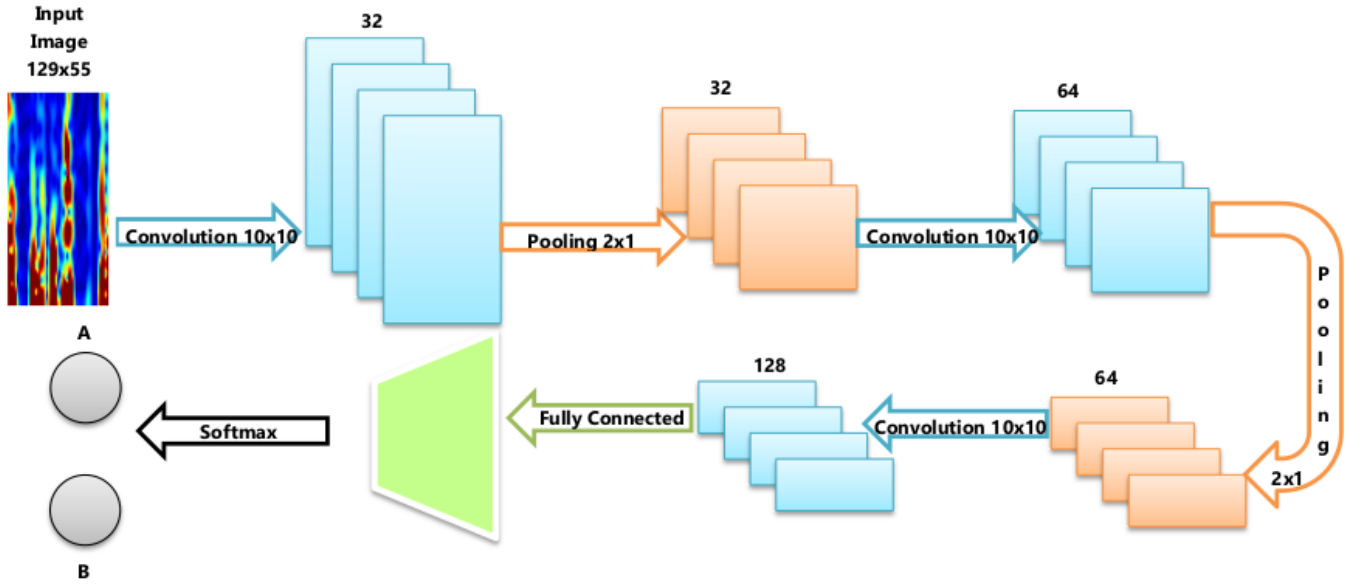 Input
Image
129x55
32
Convolution 10x10
Pooling 2x1
32
Convolution 10x10
64
Pooling
2x1
64
Convolution 10x10
128
Fully Connected
Softmax
A
B